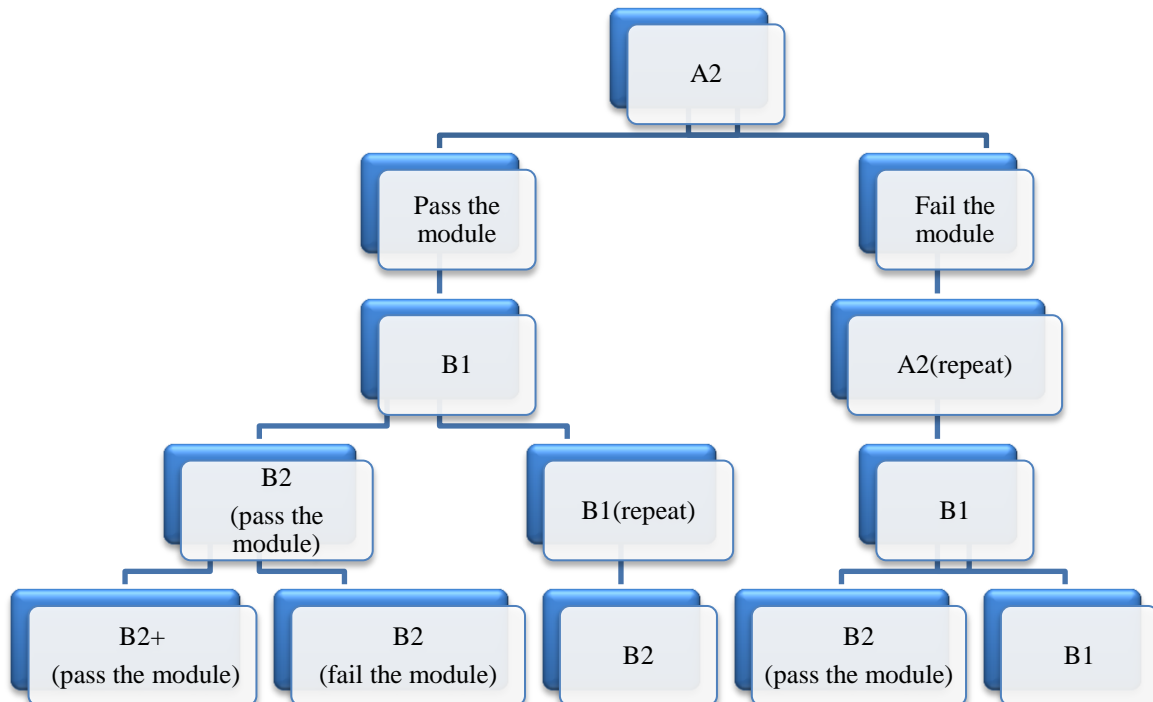 A2
Pass the
module
Fail the
module
B1
A2(repeat)
B2
(pass the
module)
B1(repeat)
B1
B2+
(pass the module)
B2
(fail the module)
B2
B2
(pass the module)
B1